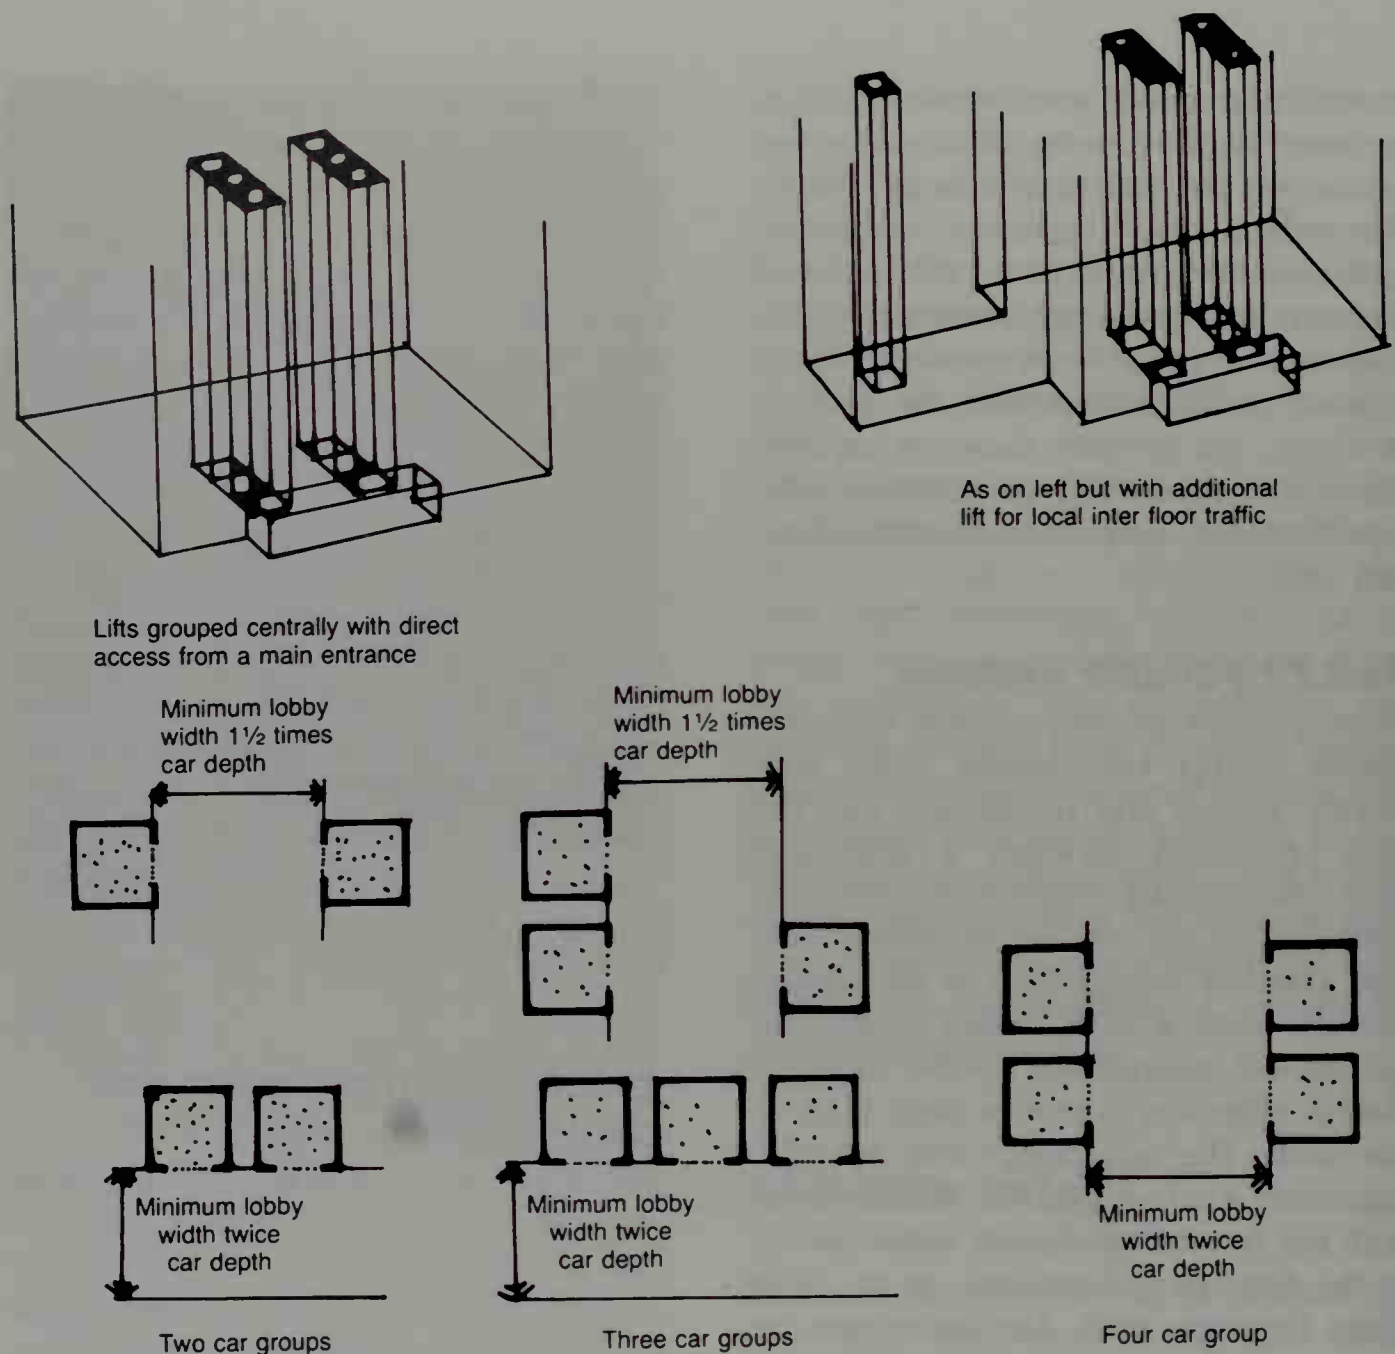 As on left but with additional
lift for local inter floor traffic
Lifts grouped centrally with direct
access from a main entrance
Minimum lobby
width 1½ times
car depth
Minimum lobby
width 1½ times
car depth
Minimum lobby
width twice
car depth
Minimum lobby
width twice
car depth
Minimum lobby
width twice
car depth
Two car groups
Three car groups
Four car group